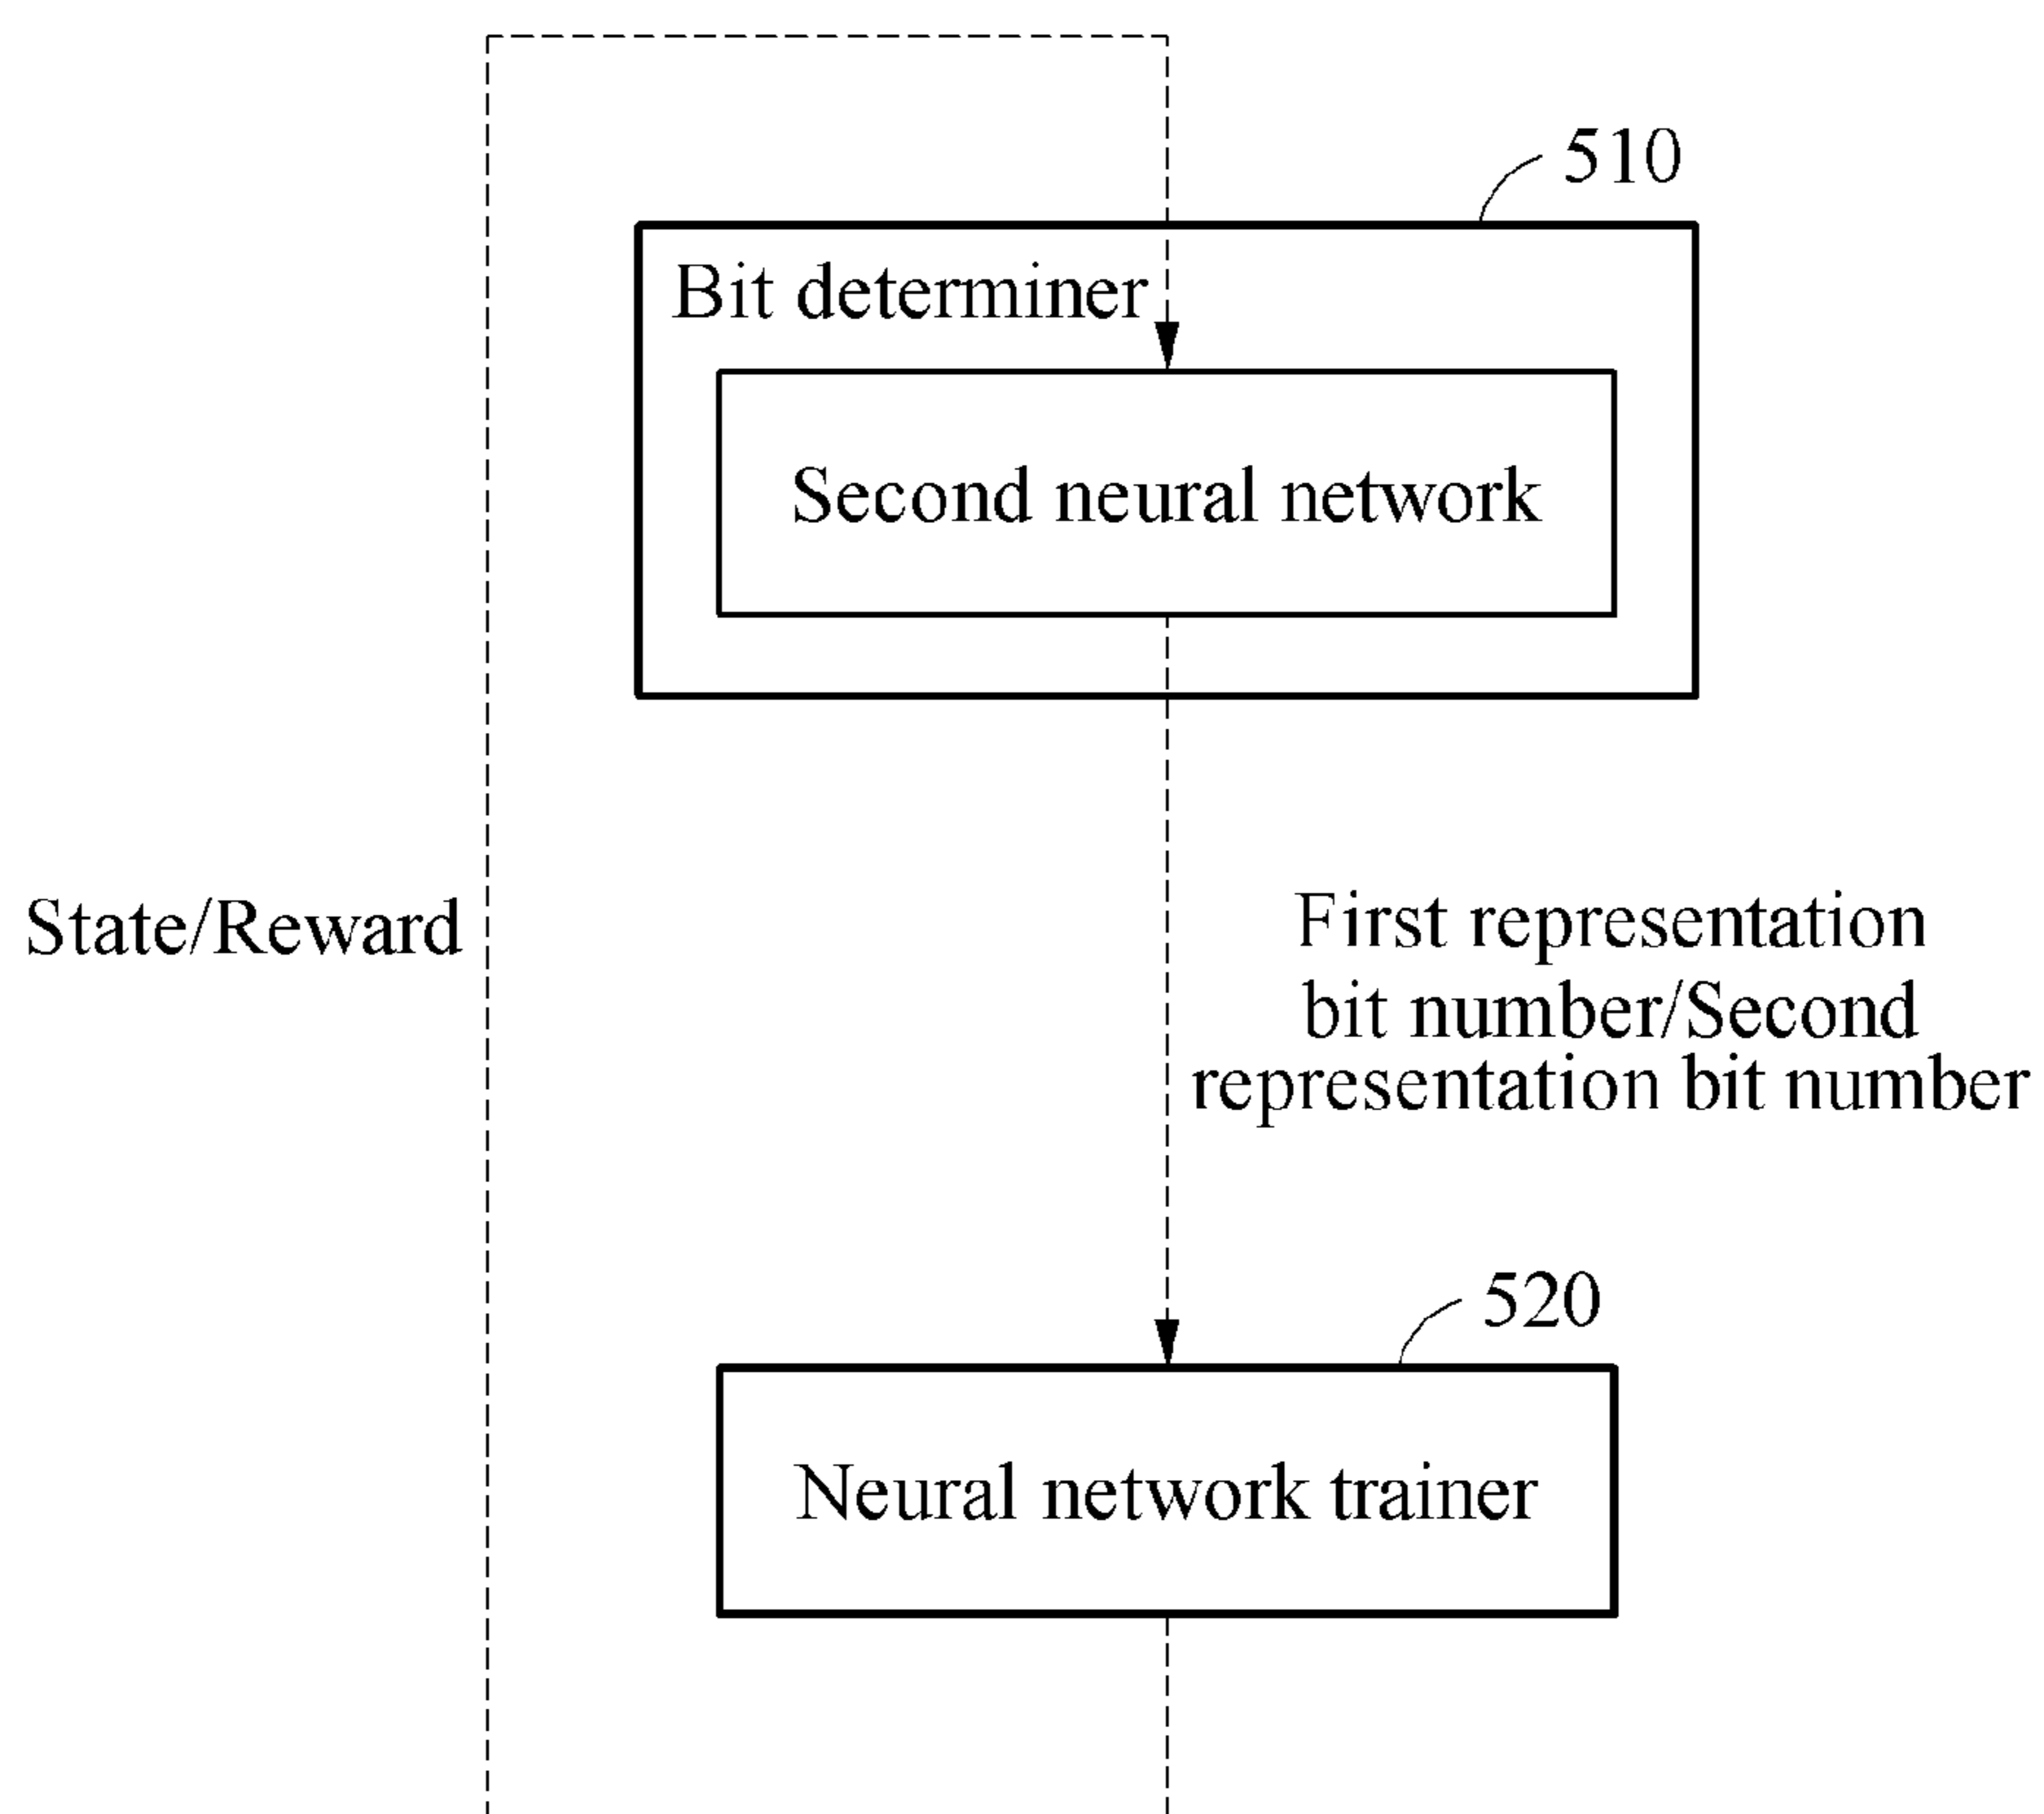 510
Bit determiner
Second neural network
State/Reward
First representation
bit number/Second
representation bit number
520
Neural network trainer